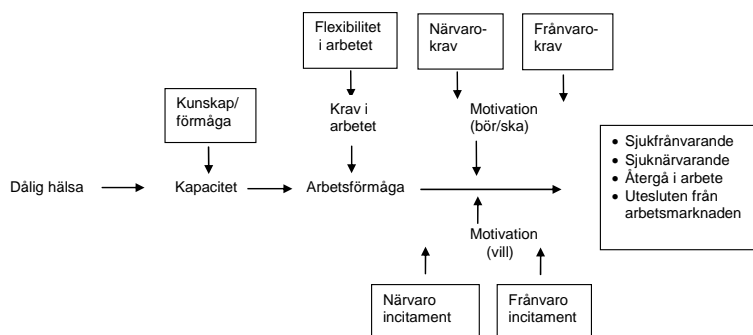 Flexibilitet
i arbetet
Närvaro-
krav
Frånvaro-
krav
Kunskap/
förmåga
Krav i
arbetet
Motivation
(bör/ska)
Dålig hälsa
Kapacitet
Arbetsförmåga
• Sjukfrånvarande
• Sjuknärvarande
• Återgå i arbete
• Utesluten från
arbetsmarknaden
Motivation
(vill)
Närvaro
incitament
Frånvaro
incitament